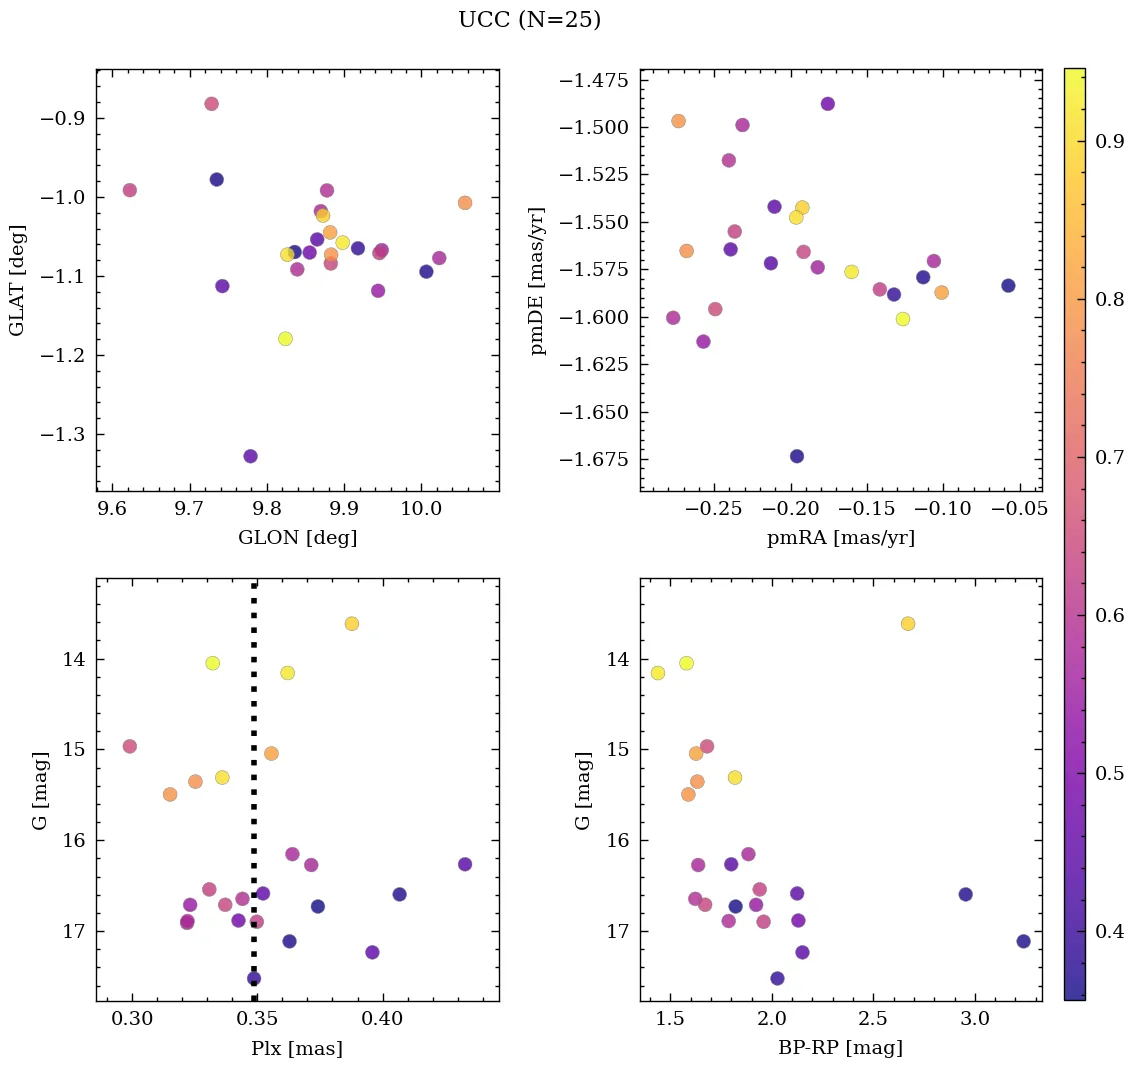 UCC (N=25)
−0.9
−1.0
−1.1
−1.2
−1.3
GLAT [deg]
9.6 9.7 9.8 9.9 10.0
GLON [deg]
−1.475
−1.500
−1.525
−1.550
−1.575
−1.600
−1.625
−1.650
−1.675
pmDE [mas/yr]
−0.25 −0.20 −0.15 −0.10 −0.05
pmRA [mas/yr]
14
15
16
17
G [mag]
0.30 0.35 0.40
Plx [mas]
14
15
16
17
G [mag]
1.5 2.0 2.5 3.0
BP-RP [mag]
0.9
0.8
0.7
0.6
0.5
0.4